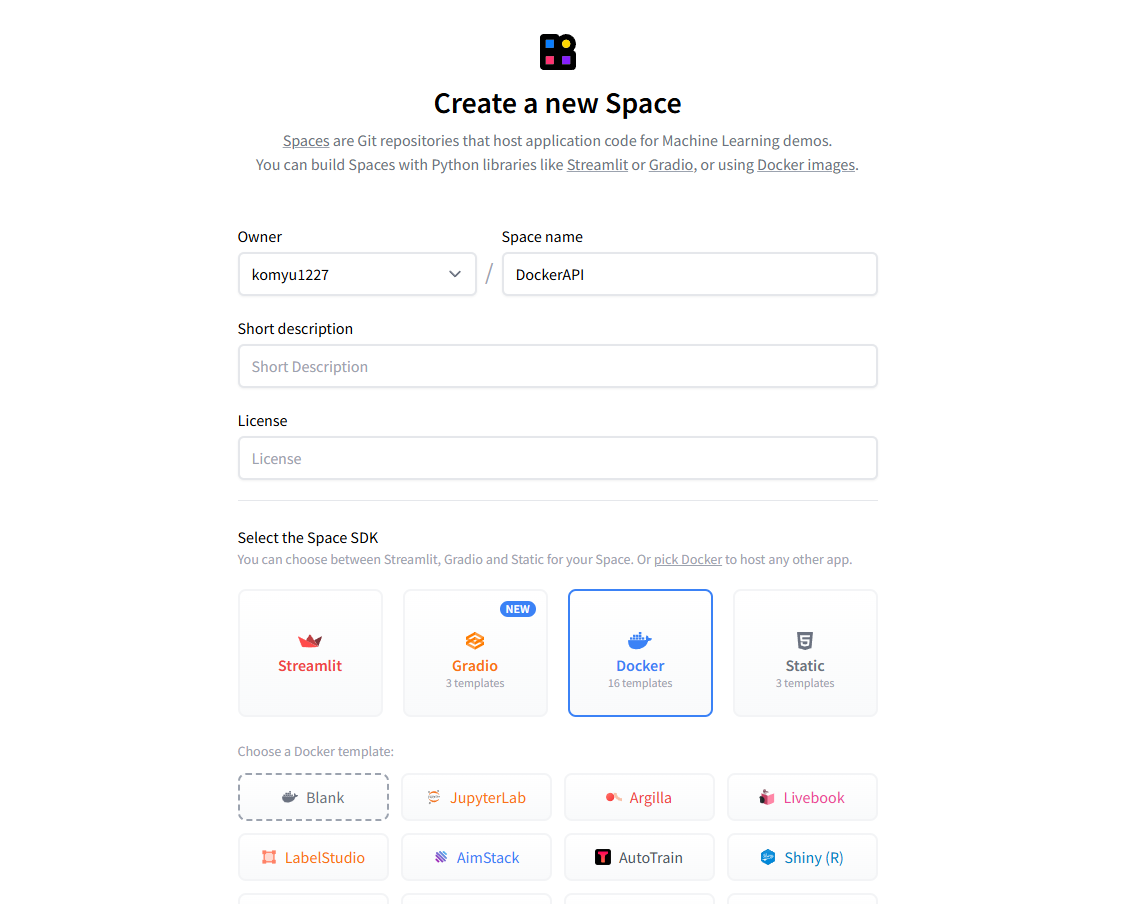 Create a new Space
Spaces are Git repositories that host application code for Machine Learning demos.
You can build Spaces with Python libraries like Streamlit or Gradio, or using Docker images.
Owner
Space name
komyu1227
/
DockerAPI
Short description
Short Description
License
License
Select the Space SDK
You can choose between Streamlit, Gradio and Static for your Space. Or pick Docker to host any other app.
Streamlit
NEW
Gradio
3 templates
Docker
16 templates
Static
3 templates
Choose a Docker template:
Blank
JupyterLab
Argilla
Livebook
LabelStudio
AimStack
AutoTrain
Shiny (R)